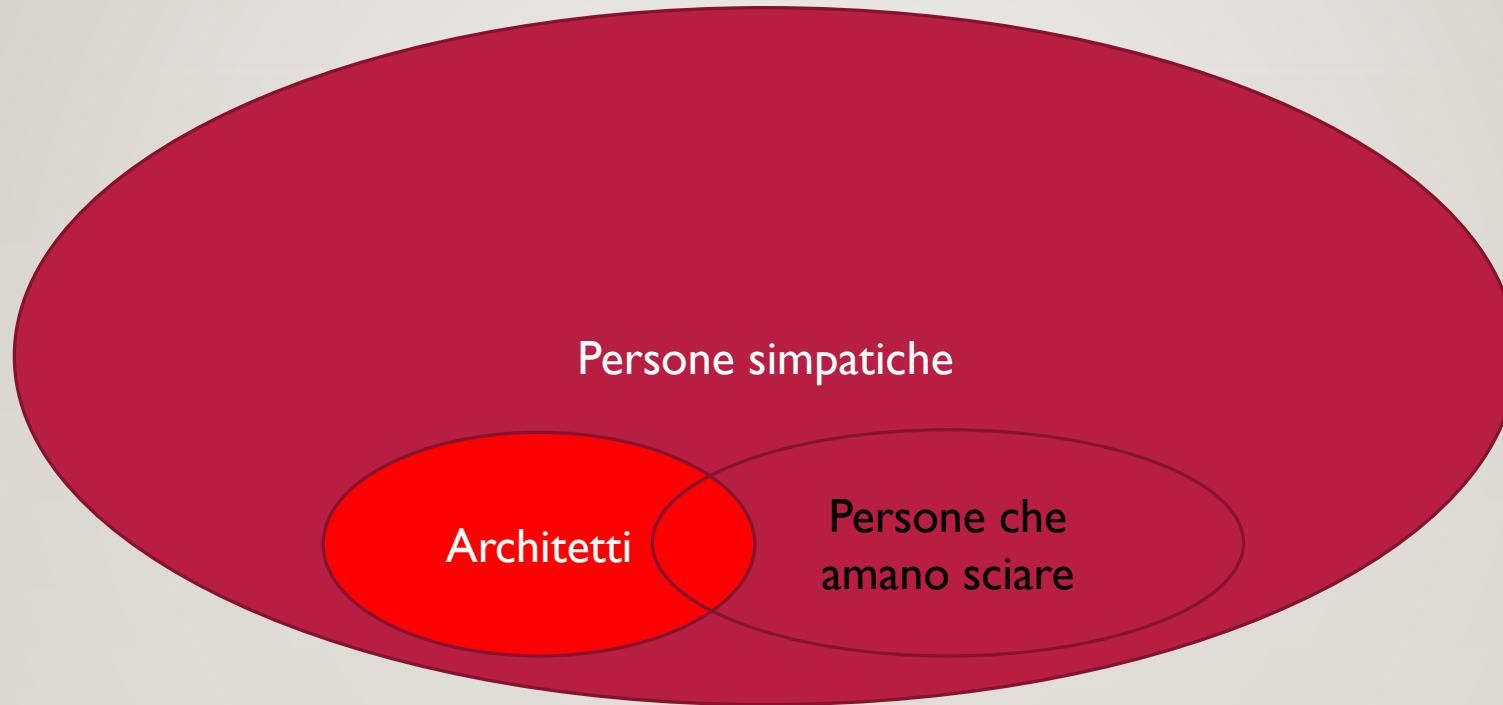 Persone simpatiche
Architetti
Persone che
amano sciare